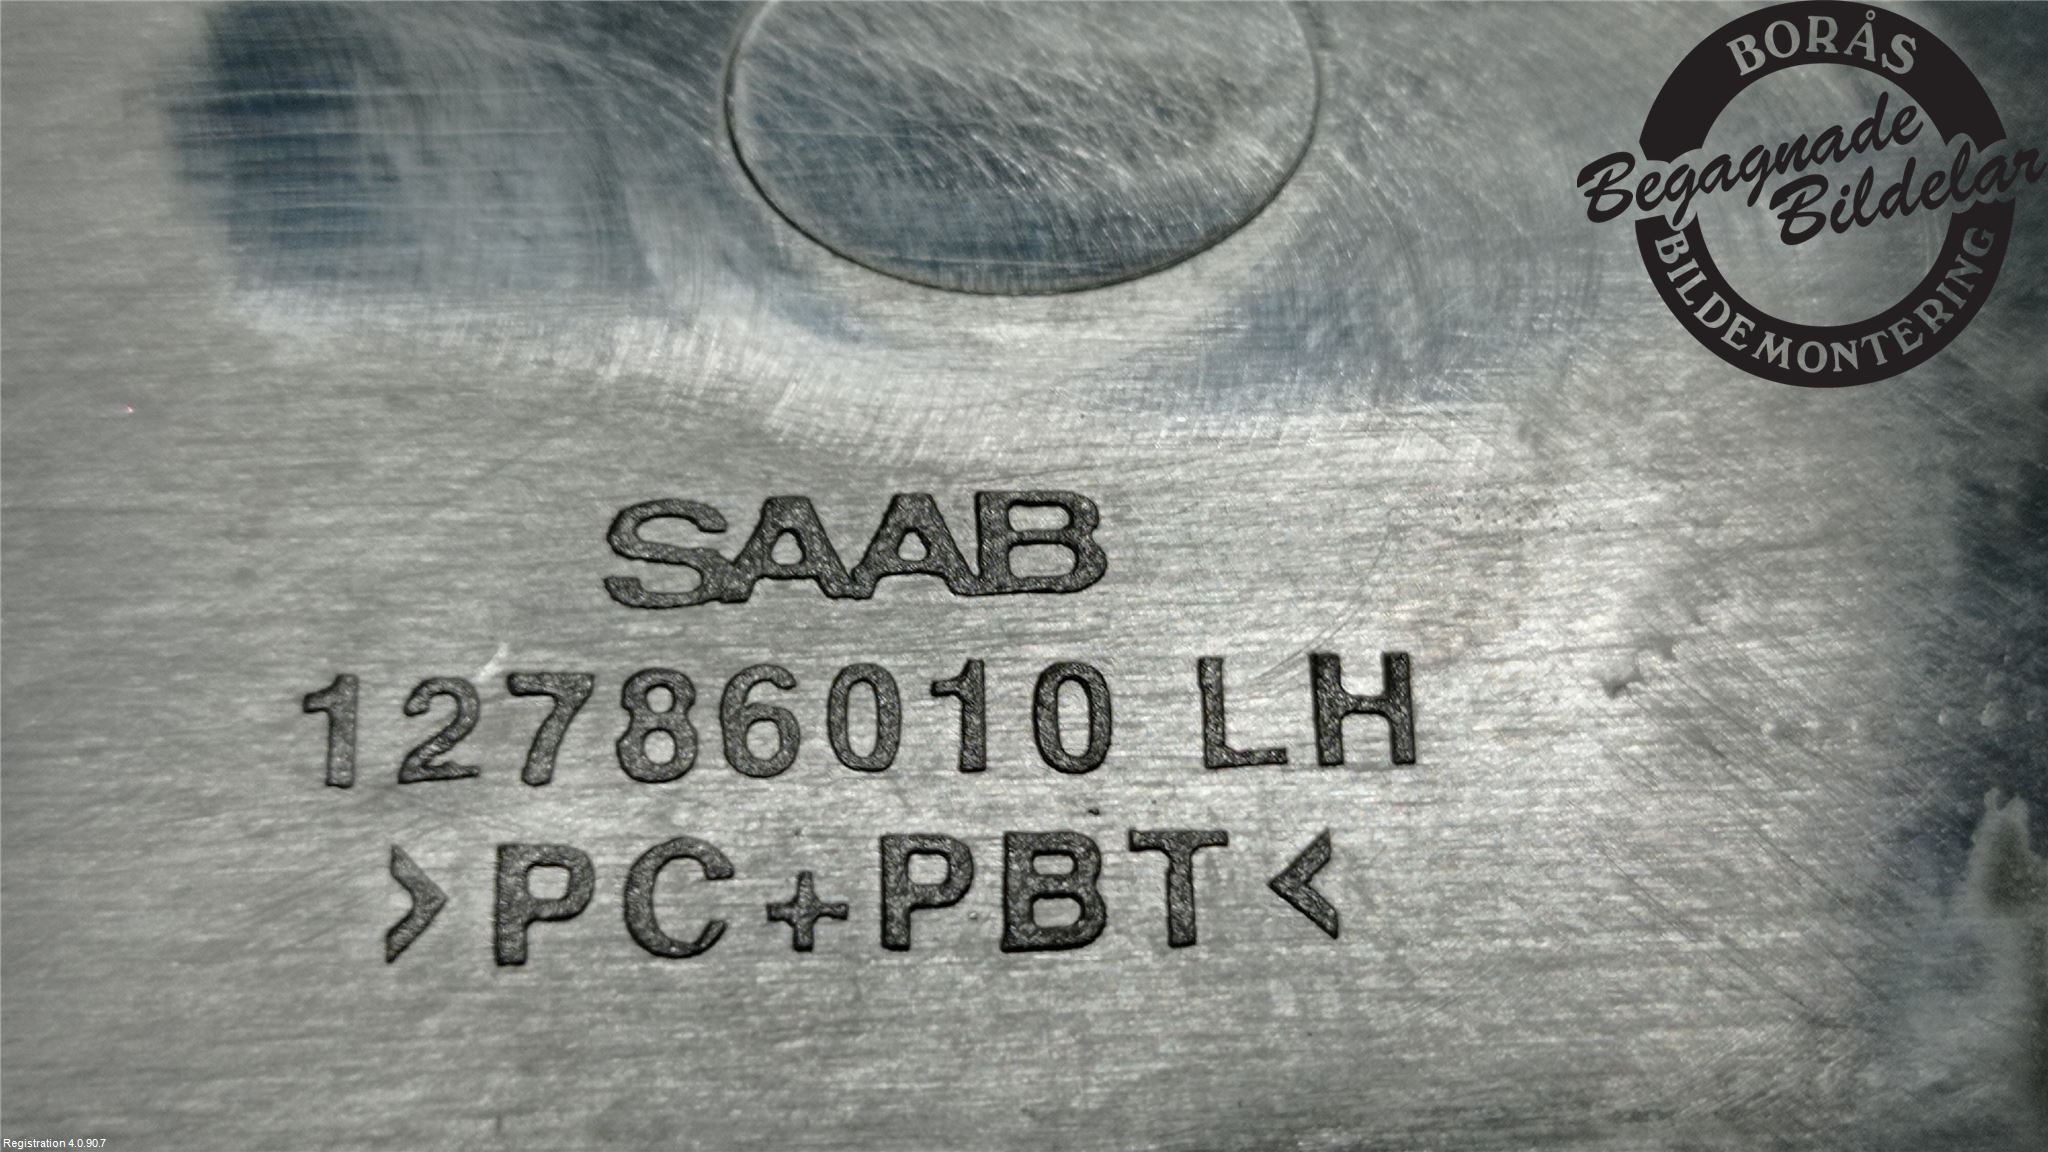 BORÅS
Begagnade
Bildelar
BILDEMONTERING
SAAB
12786010 LH
>PC+PBT<
Registration 4.0.90.7